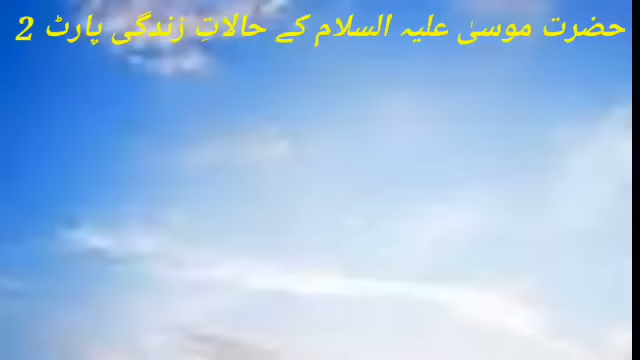 حضرت موسیٰ علیہ السلام کے حالاتِ زندگی پارٹ 2